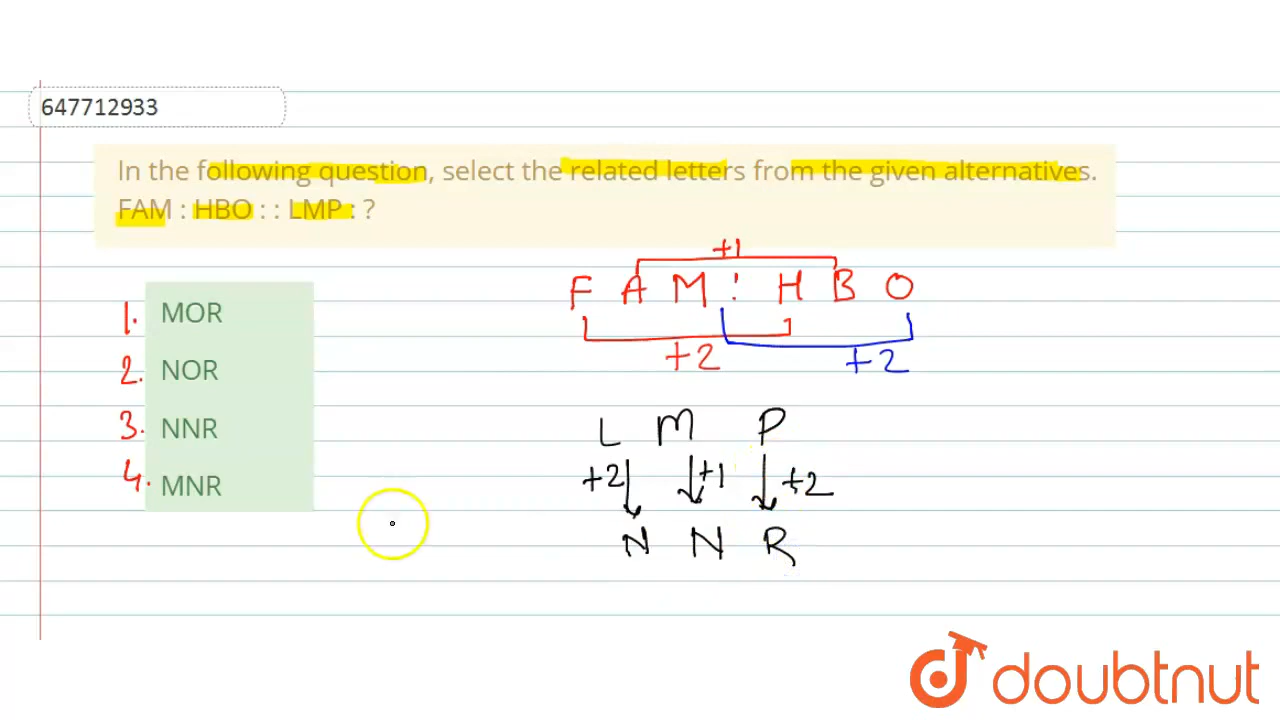 647712933
In the following question, select the related letters from the given alternatives.
FAM : HBO : : LMP : ?
+1
F A M : H B O
+2 +2
1. MOR
2. NOR
3. NNR
4. MNR
L M P
+2 +1 +2
N N R
doubtnut